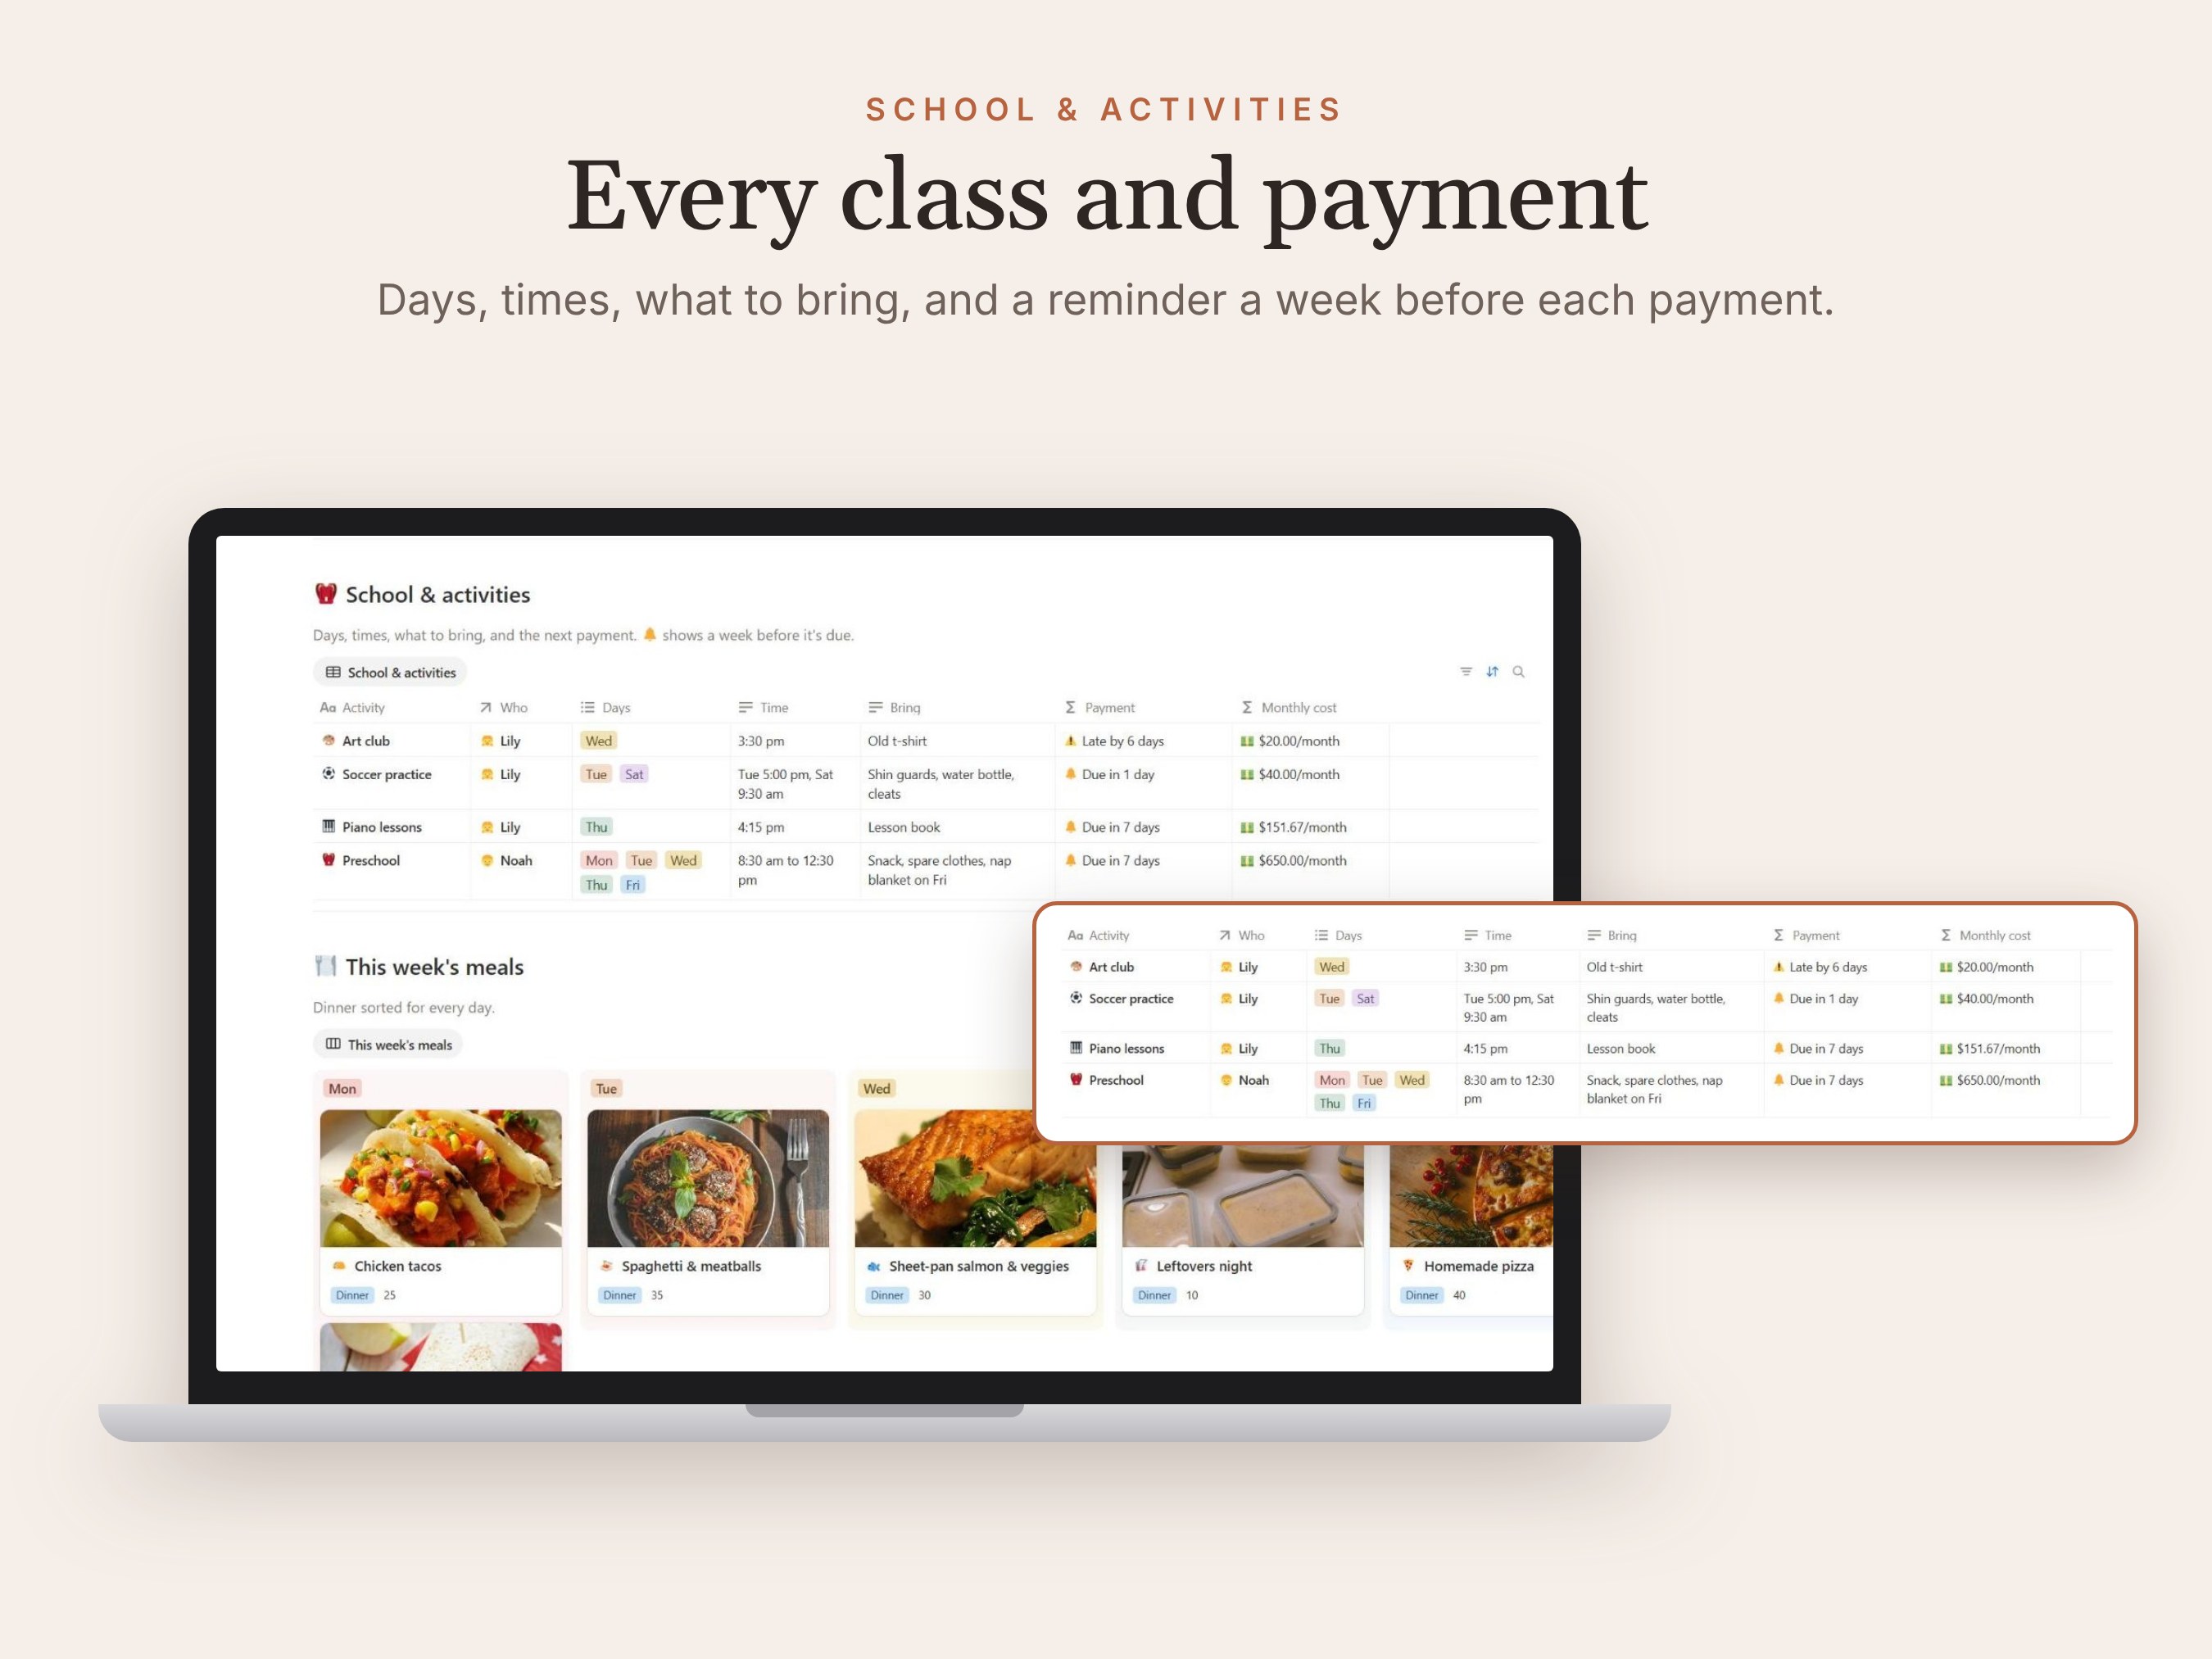 SCHOOL & ACTIVITIES
Every class and payment
Days, times, what to bring, and a reminder a week before each payment.
School & activities
Days, times, what to bring, and the next payment. 🔔 shows a week before it's due.
School & activities
Aa Activity Who Days Time Bring Σ Payment Σ Monthly cost
Art club Lily Wed 3:30 pm Old t-shirt Late by 6 days $20.00/month
Soccer practice Lily Tue Sat Tue 5:00 pm, Sat Shin guards, water bottle, Due in 1 day $40.00/month
9:30 am cleats
Piano lessons Lily Thu 4:15 pm Lesson book Due in 7 days $151.67/month
Preschool Noah Mon Tue Wed 8:30 am to 12:30 Snack, spare clothes, nap Due in 7 days $650.00/month
Thu Fri pm blanket on Fri
Aa Activity Who Days Time Bring Σ Payment Σ Monthly cost
Art club Lily Wed 3:30 pm Old t-shirt Late by 6 days $20.00/month
Soccer practice Lily Tue Sat Tue 5:00 pm, Sat Shin guards, water bottle, Due in 1 day $40.00/month
9:30 am cleats
Piano lessons Lily Thu 4:15 pm Lesson book Due in 7 days $151.67/month
Preschool Noah Mon Tue Wed 8:30 am to 12:30 Snack, spare clothes, nap Due in 7 days $650.00/month
Thu Fri pm blanket on Fri
This week's meals
Dinner sorted for every day.
This week's meals
Mon Tue Wed
Chicken tacos Spaghetti & meatballs Sheet-pan salmon & veggies Leftovers night Homemade pizza
Dinner 25 Dinner 35 Dinner 30 Dinner 10 Dinner 40